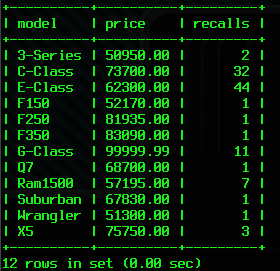 +-----------+----------+---------+
| model     | price    | recalls |
+-----------+----------+---------+
| 3-Series  | 50950.00 |       2 |
| C-Class   | 73700.00 |      32 |
| E-Class   | 62300.00 |      44 |
| F150      | 52170.00 |       1 |
| F250      | 81935.00 |       1 |
| F350      | 83090.00 |       1 |
| G-Class   | 99999.99 |      11 |
| Q7        | 68700.00 |       1 |
| Ram1500   | 57195.00 |       7 |
| Suburban  | 67830.00 |       1 |
| Wrangler  | 51300.00 |       1 |
| X5        | 75750.00 |       3 |
+-----------+----------+---------+
12 rows in set (0.00 sec)